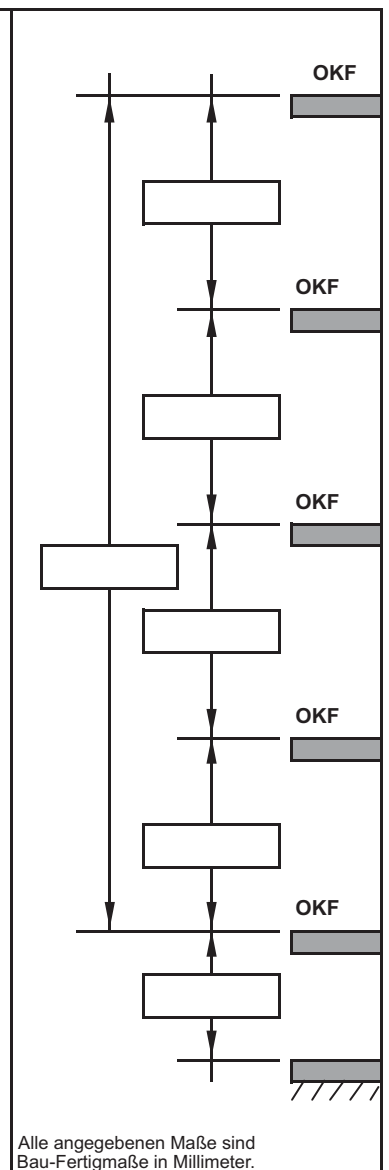 OKF
OKF
OKF
OKF
OKF
Alle angegebenen Maße sind
Bau-Fertigmaße in Millimeter.